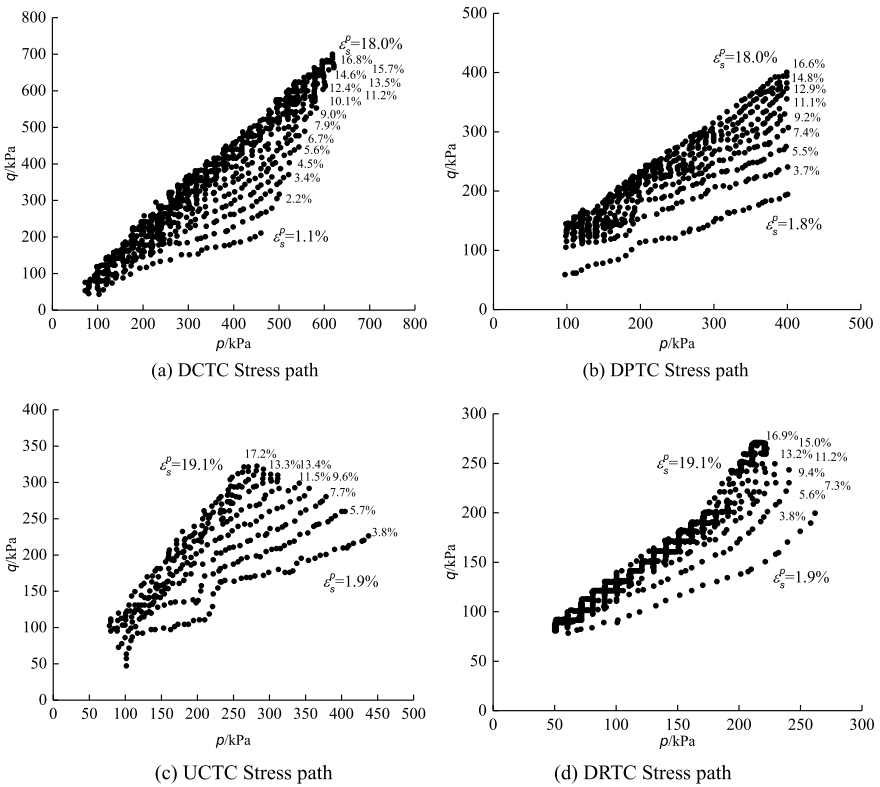 800
700
600
500
400
300
200
100
0
q/kPa
ε_s^p=18.0%
16.8%
15.7%
14.6%
13.5%
12.4%
11.2%
10.1%
9.0%
7.9%
6.7%
5.6%
4.5%
3.4%
2.2%
ε_s^p=1.1%
0 100 200 300 400 500 600 700 800
p/kPa
(a) DCTC Stress path
500
400
300
200
100
0
q/kPa
ε_s^p=18.0%
16.6%
14.8%
12.9%
11.1%
9.2%
7.4%
5.5%
3.7%
ε_s^p=1.8%
0 100 200 300 400 500
p/kPa
(b) DPTC Stress path
400
350
300
250
200
150
100
50
0
q/kPa
ε_s^p=19.1%
17.2%
13.3% 13.4%
11.5% 9.6%
7.7%
5.7%
3.8%
ε_s^p=1.9%
0 50 100 150 200 250 300 350 400 450 500
p/kPa
(c) UCTC Stress path
300
250
200
150
100
50
0
q/kPa
ε_s^p=19.1%
16.9% 15.0%
13.2% 11.2%
9.4%
7.3%
5.6%
3.8%
ε_s^p=1.9%
0 50 100 150 200 250 300
p/kPa
(d) DRTC Stress path